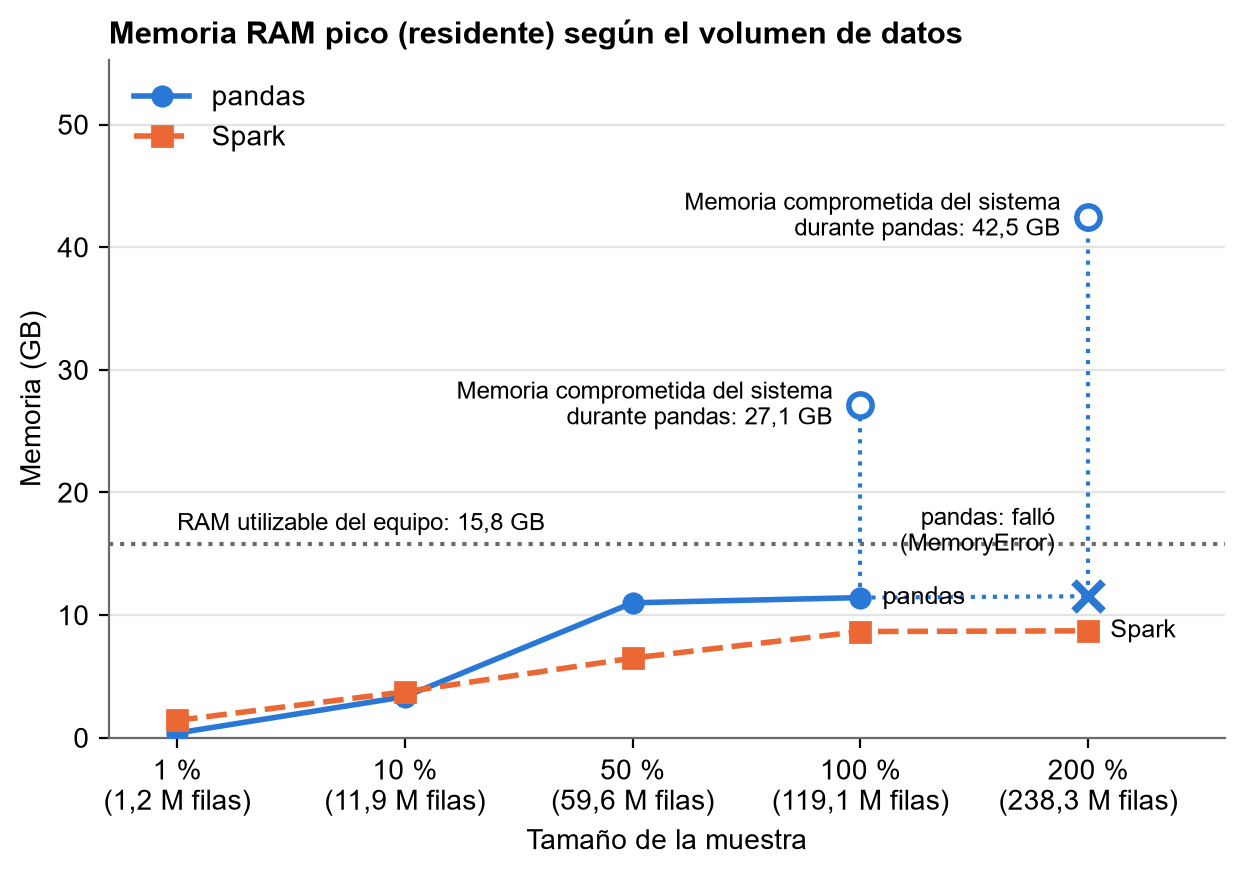 Memoria RAM pico (residente) según el volumen de datos
pandas
Spark
Memoria (GB)
50
40
30
20
10
0
Memoria comprometida del sistema
durante pandas: 42,5 GB
Memoria comprometida del sistema
durante pandas: 27,1 GB
RAM utilizable del equipo: 15,8 GB
pandas: falló
(MemoryError)
pandas
Spark
1 %
(1,2 M filas)
10 %
(11,9 M filas)
50 %
(59,6 M filas)
100 %
(119,1 M filas)
200 %
(238,3 M filas)
Tamaño de la muestra